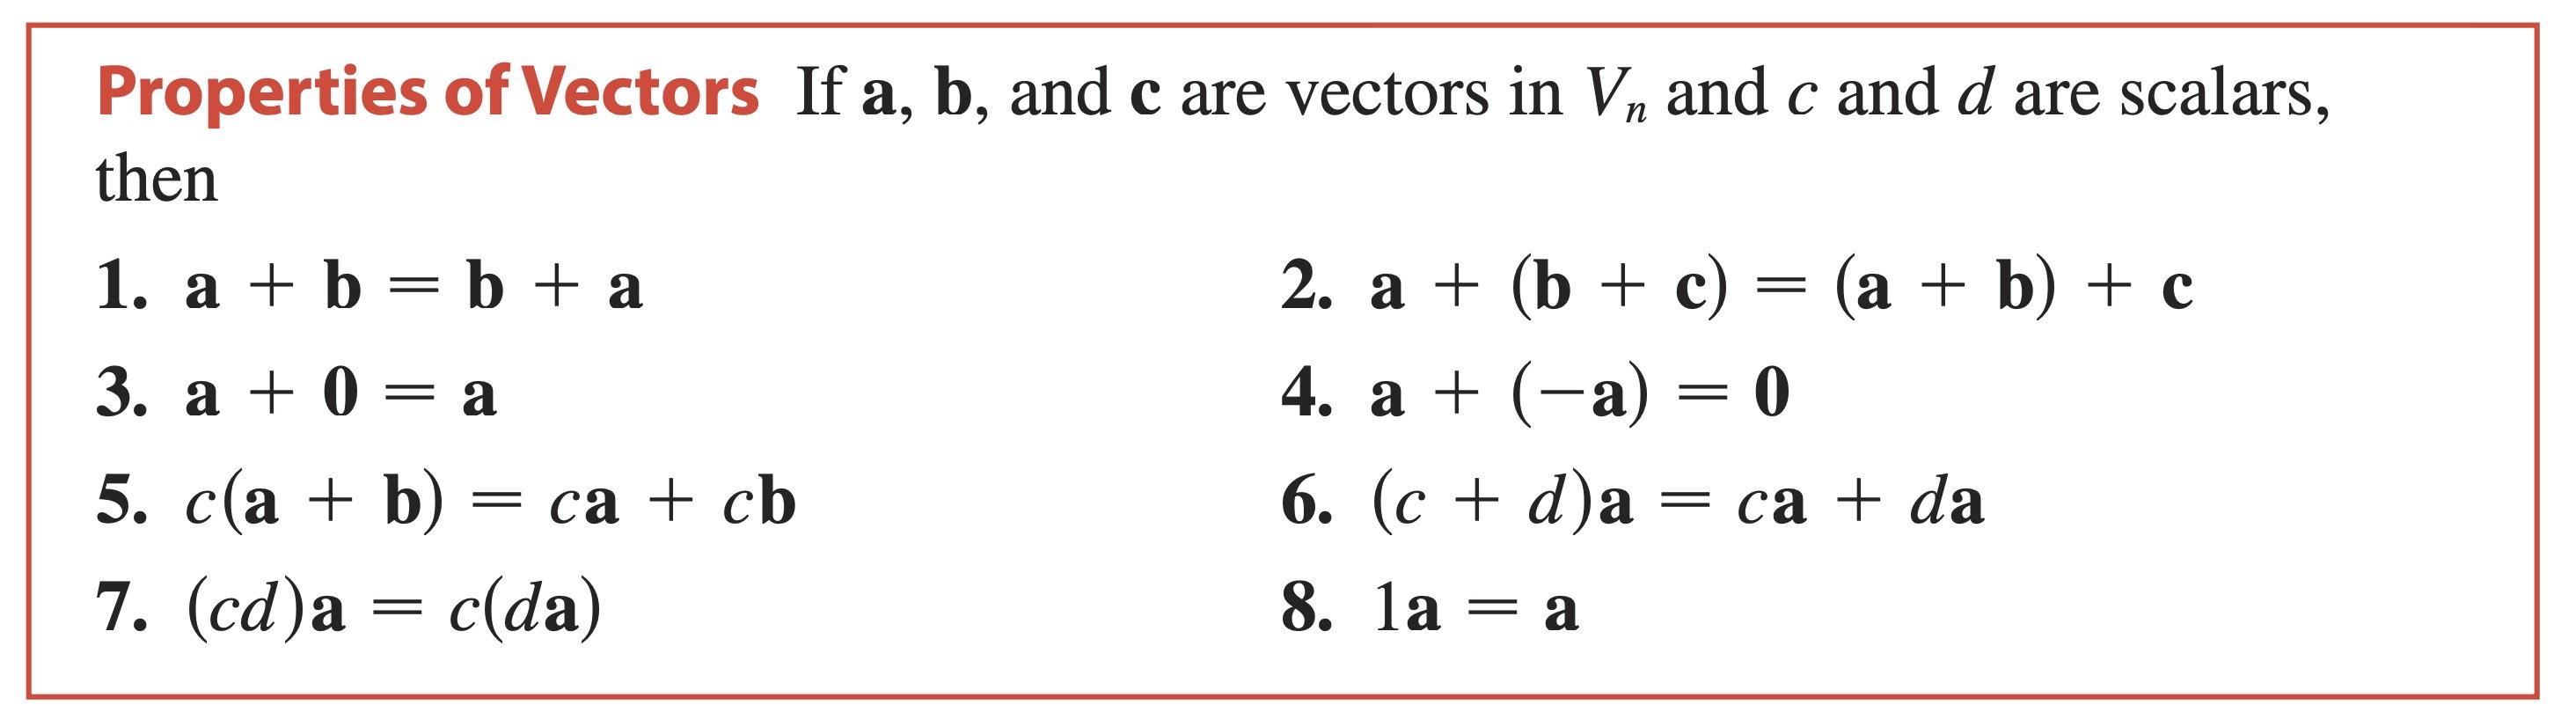 Properties of Vectors If a, b, and c are vectors in Vₙ and c and d are scalars,
then
1. a + b = b + a
2. a + (b + c) = (a + b) + c
3. a + 0 = a
4. a + (−a) = 0
5. c(a + b) = ca + cb
6. (c + d)a = ca + da
7. (cd)a = c(da)
8. 1a = a